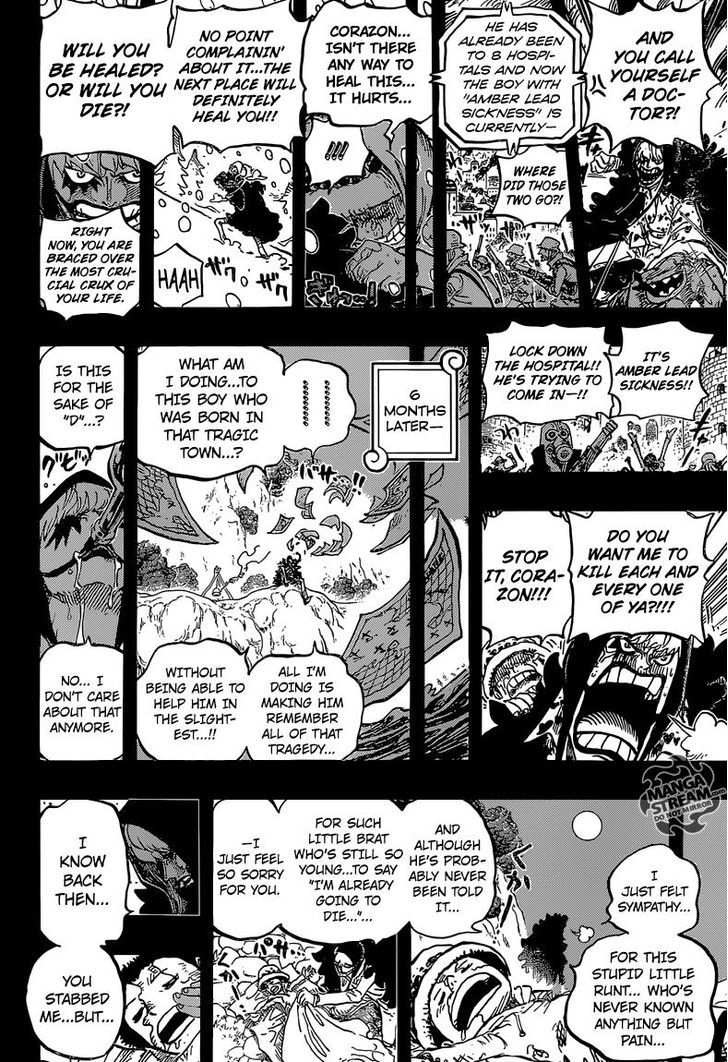 AND
YOU CALL
YOURSELF
A DOC-
TOR?!
HE HAS
ALREADY BEEN
TO 8 HOSPI-
TALS AND NOW
THE BOY WITH
"AMBER LEAD
SICKNESS" IS
CURRENTLY—
WHERE
DID THOSE
TWO GO?!
CORAZON...
ISN'T THERE
ANY WAY TO
HEAL THIS...
IT HURTS...
!!!
NO POINT
COMPLAININ'
ABOUT IT...THE
NEXT PLACE WILL
DEFINITELY
HEAL YOU!!
HAAH
ザク
ザク
WILL YOU
BE HEALED?
OR WILL YOU
DIE?!
RIGHT
NOW, YOU ARE
BRACED OVER
THE MOST CRU-
CIAL CRUX OF
YOUR LIFE.
IT'S
AMBER LEAD
SICKNESS!!
LOCK DOWN
THE HOSPITAL!!
HE'S TRYING TO
COME IN—!!
DO YOU
WANT ME TO
KILL EACH AND
EVERY ONE
OF YA?!!!
STOP
IT, CORA-
ZON!!!
6
MONTHS
LATER—
WHAT AM
I DOING...TO
THIS BOY WHO
WAS BORN IN
THAT TRAGIC
TOWN...?
ALL I'M
DOING IS
MAKING HIM
REMEMBER
ALL OF THAT
TRAGEDY...
WITHOUT
BEING ABLE TO
HELP HIM IN
THE SLIGHT-
EST...!!
IS THIS
FOR THE
SAKE OF
"D"...?
NO... I
DON'T CARE
ABOUT THAT
ANYMORE.
MANGA
STREAM.com
DO NOT MIRROR
I
JUST FELT
SYMPATHY...
FOR THIS
STUPID LITTLE
RUNT... WHO'S
NEVER KNOWN
ANYTHING BUT
PAIN...
AND
ALTHOUGH
HE'S PROB-
ABLY NEVER
BEEN TOLD
IT...
FOR SUCH
LITTLE BRAT
WHO'S STILL SO
YOUNG...TO SAY
"I'M ALREADY
GOING TO
DIE..."...
—I
JUST FEEL
SO SORRY
FOR YOU.
I
KNOW
BACK
THEN...
YOU
STABBED
ME...BUT...